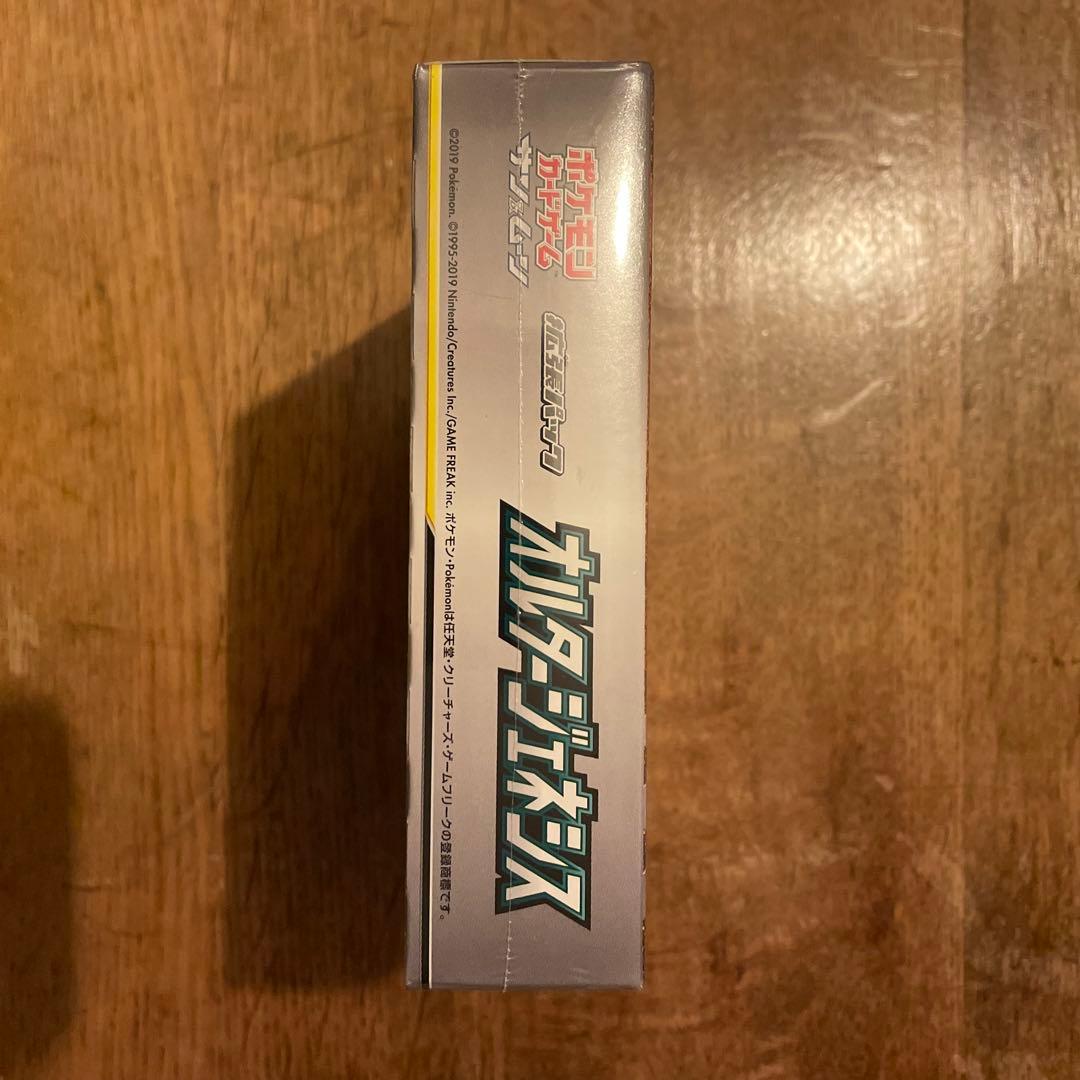 ポケモン
カードゲーム™
サン&ムーン
拡張パック
オルタージェネシス
©2019 Pokémon. ©1995-2019 Nintendo/Creatures Inc./GAME FREAK inc. ポケモン・Pokémonは任天堂・クリーチャーズ・ゲームフリークの登録商標です。